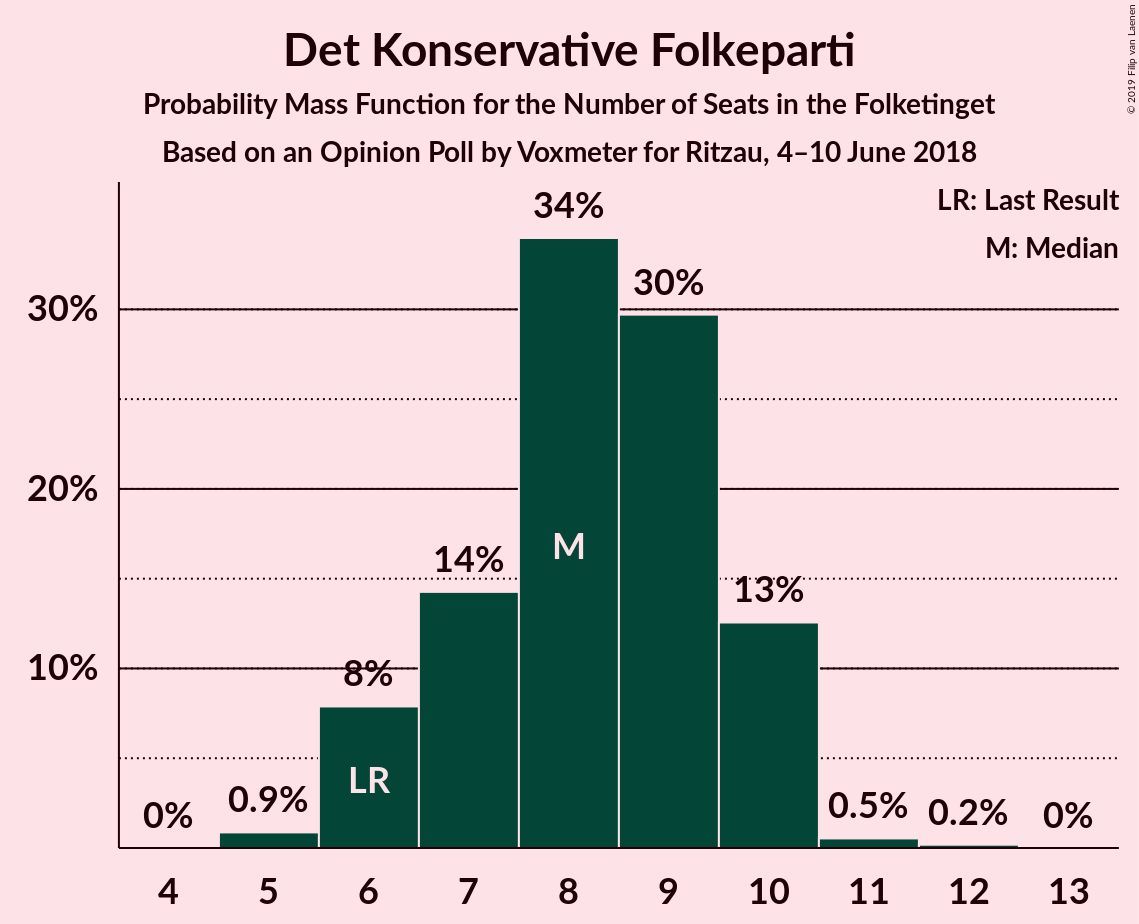 Det Konservative Folkeparti
Probability Mass Function for the Number of Seats in the Folketinget
Based on an Opinion Poll by Voxmeter for Ritzau, 4–10 June 2018
© 2019 Filip van Laenen
LR: Last Result
M: Median
34%
30%
30%
20%
14%
M
13%
10%
8%
LR
0%
0.9%
0.5%
0.2%
0%
4 5 6 7 8 9 10 11 12 13